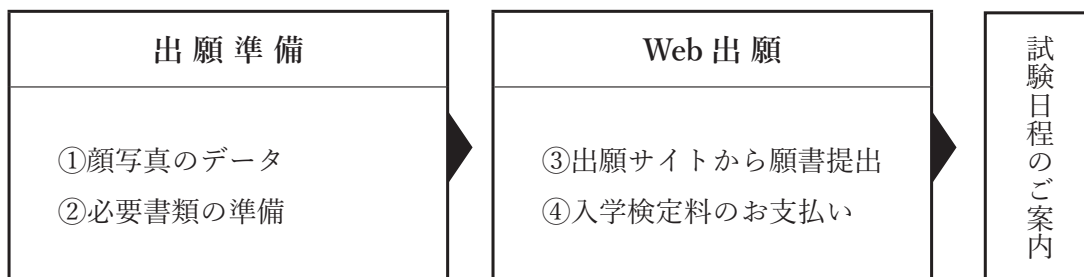 出願準備
①顔写真のデータ
②必要書類の準備
Web出願
③出願サイトから願書提出
④入学検定料のお支払い
試験日程のご案内